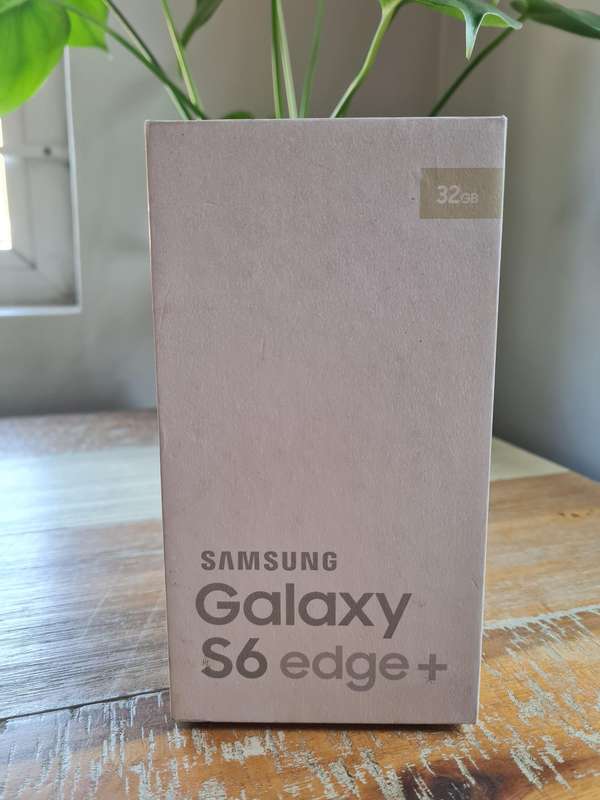 32GB
SAMSUNG
Galaxy
S6 edge+